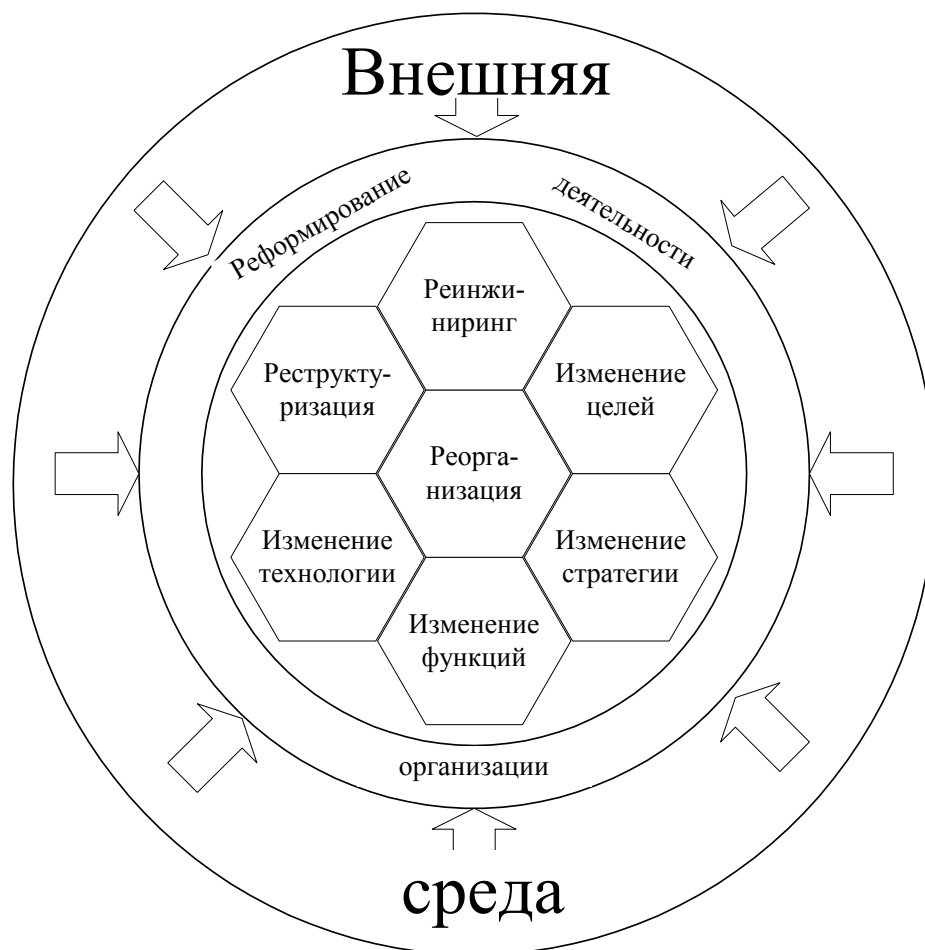 Внешняя
Реформирование
деятельности
Реинжи-
ниринг
Реструкту-
ризация
Изменение
целей
Реорга-
низация
Изменение
технологии
Изменение
стратегии
Изменение
функций
организации
среда